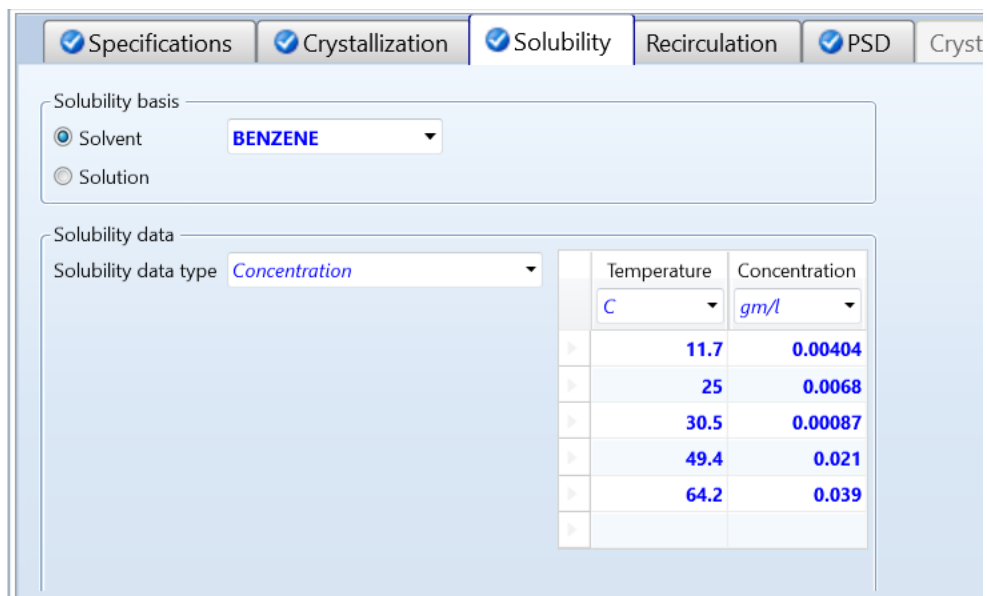 Specifications Crystallization Solubility Recirculation PSD Cryst
Solubility basis
Solvent BENZENE
Solution
Solubility data
Solubility data type Concentration
Temperature Concentration
C gm/l
11.7 0.00404
25 0.0068
30.5 0.00087
49.4 0.021
64.2 0.039